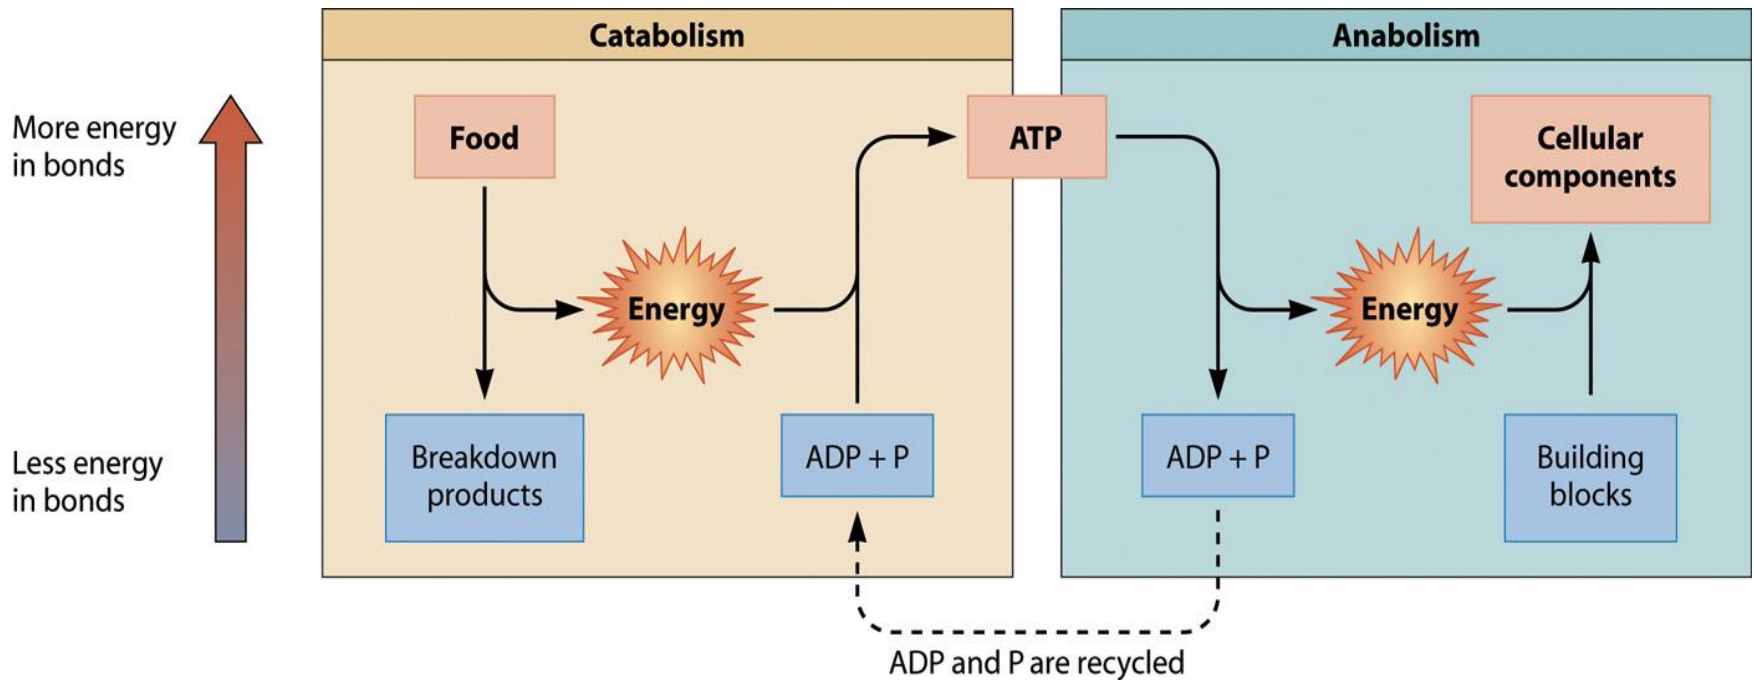 Catabolism
Anabolism
More energy
in bonds
Food
ATP
Cellular
components
Energy
Energy
Less energy
in bonds
Breakdown
products
ADP + P
ADP + P
Building
blocks
ADP and P are recycled